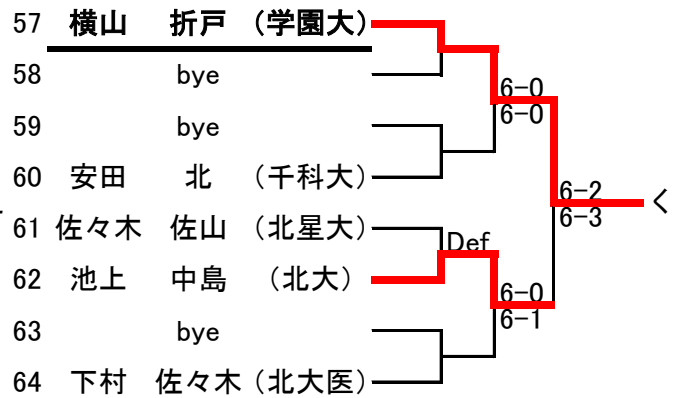 57 横山 折戸 (学園大)
58 bye
6-0
6-0
59 bye
60 安田 北 (千科大)
6-2
6-3
く
61 佐々木 佐山 (北星大)
Def
62 池上 中島 (北大)
6-0
6-1
63 bye
64 下村 佐々木 (北大医)